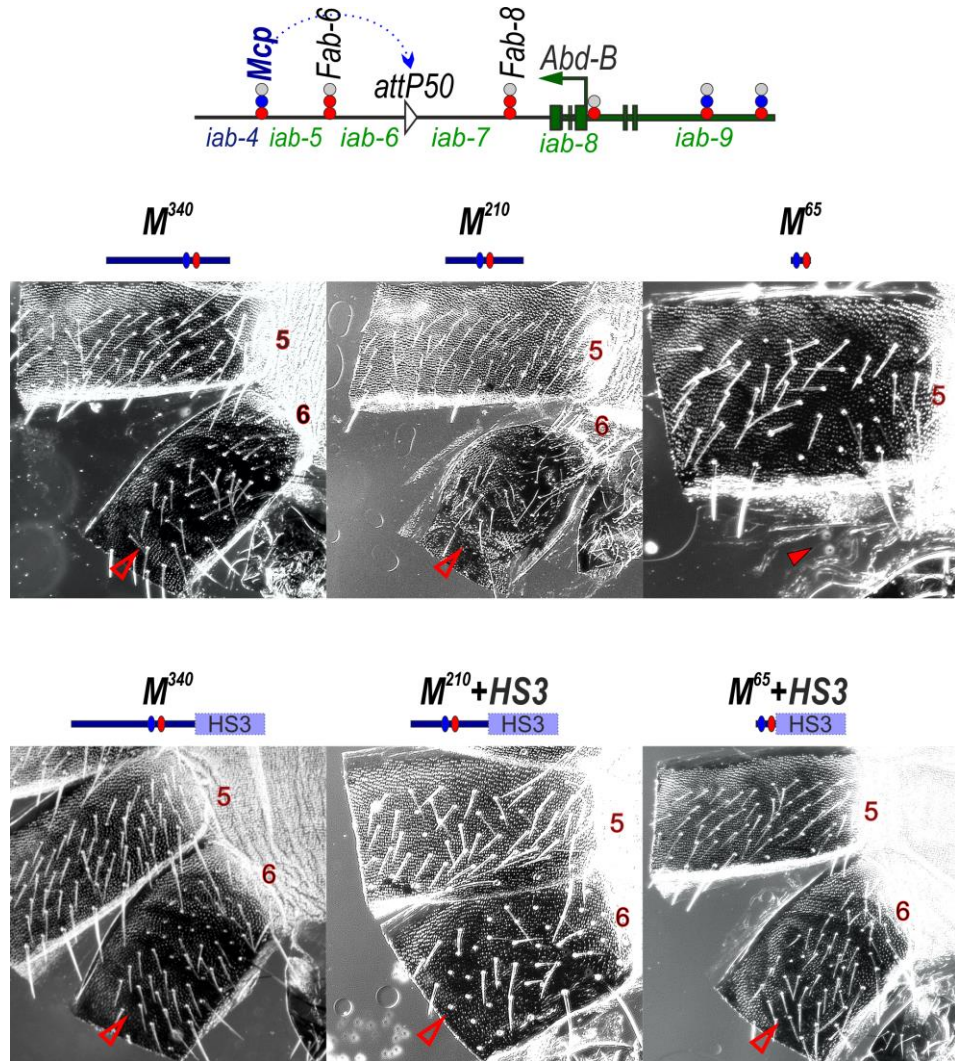 Mcp Fab-6 attP50 Fab-8 Abd-B
iab-4 iab-5 iab-6 iab-7 iab-8 iab-9
M³⁴⁰ M²¹⁰ M⁶⁵
5 5 5
6 6
M³⁴⁰ M²¹⁰+HS3 M⁶⁵+HS3
HS3 HS3 HS3
5 5 5
6 6 6